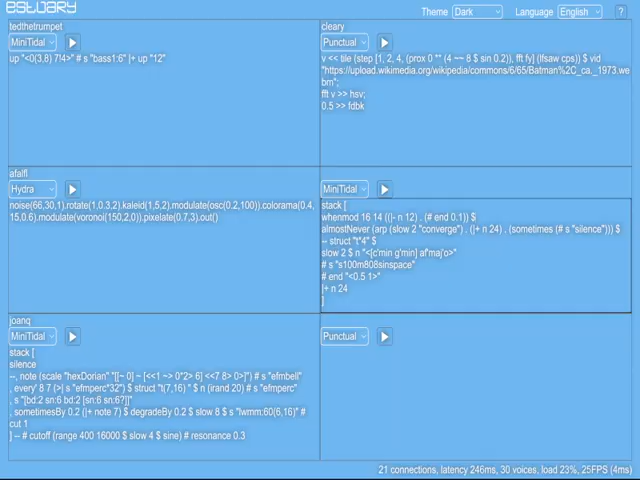 estuary
Theme Dark Language English ?
tedthetrumpet
MiniTidal
up "<0(3,8) 7!4>" # s "bass1:6" |+ up "12"
cleary
Punctual
v << tile (step [1, 2, 4, (prox 0 ** (4 ~~ 8 $ sin 0.2)), fft fy] (lfsaw cps)) $ vid
"https://upload.wikimedia.org/wikipedia/commons/6/65/Batman%2C_ca._1973.we
bm";
fft v >> hsv;
0.5 >> fdbk
afalfl
Hydra
noise(66,30,1).rotate(1,0.3,2).kaleid(1,5,2).modulate(osc(0.2,100)).colorama(0.4,
15,0.6).modulate(voronoi(150,2,0)).pixelate(0.7,3).out()
MiniTidal
stack [
whenmod 16 14 ((|- n 12) . (# end 0.1)) $
almostNever (arp (slow 2 "converge") . (|+ n 24) . (sometimes (# s "silence"))) $
-- struct "t*4" $
slow 2 $ n "<[c'min g'min] af'maj'o>"
# s "s100m808sinspace"
# end "<0.5 1>"
|+ n 24
]
joanq
MiniTidal
stack [
silence
--, note (scale "hexDorian" "[[~ 0] ~ [<<1 ~> 0*2> 6] <<7 8> 0>]") # s "efmbell"
, every' 8 7 (>| s "efmperc*32") $ struct "t(7,16) " $ n (irand 20) # s "efmperc"
, s "[bd:2 sn:6 bd:2 [sn:6 sn:6?]]"
, sometimesBy 0.2 (|+ note 7) $ degradeBy 0.2 $ slow 8 $ s "lwmm:60(6,16)" #
cut 1
] -- # cutoff (range 400 16000 $ slow 4 $ sine) # resonance 0.3
Punctual
21 connections, latency 246ms, 30 voices, load 23%, 25FPS (4ms)